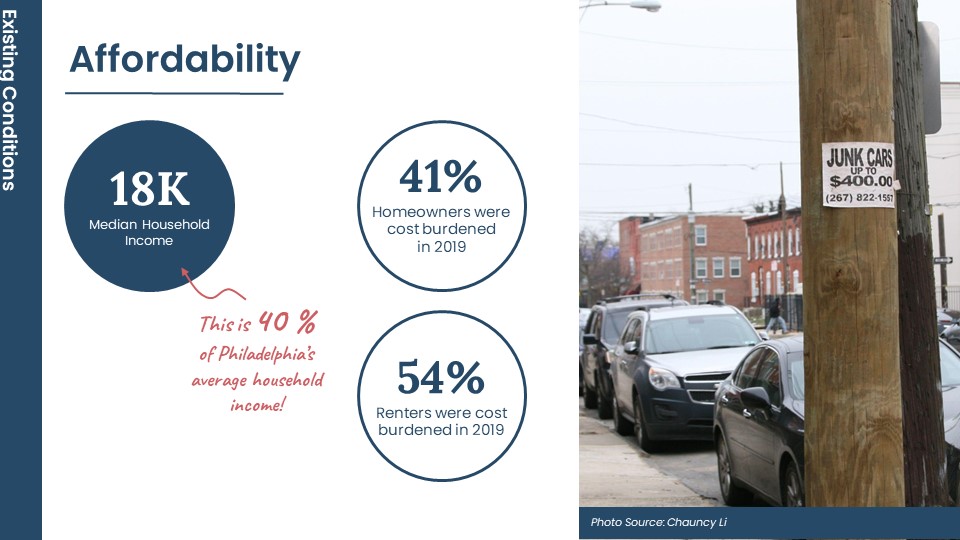 Existing Conditions
Affordability
18K
Median Household
Income
This is 40 %
of Philadelphia's
average household
income!
41%
Homeowners were
cost burdened
in 2019
54%
Renters were cost
burdened in 2019
JUNK CARS
UP TO
$400.00
(267) 822-1557
Photo Source: Chauncy Li